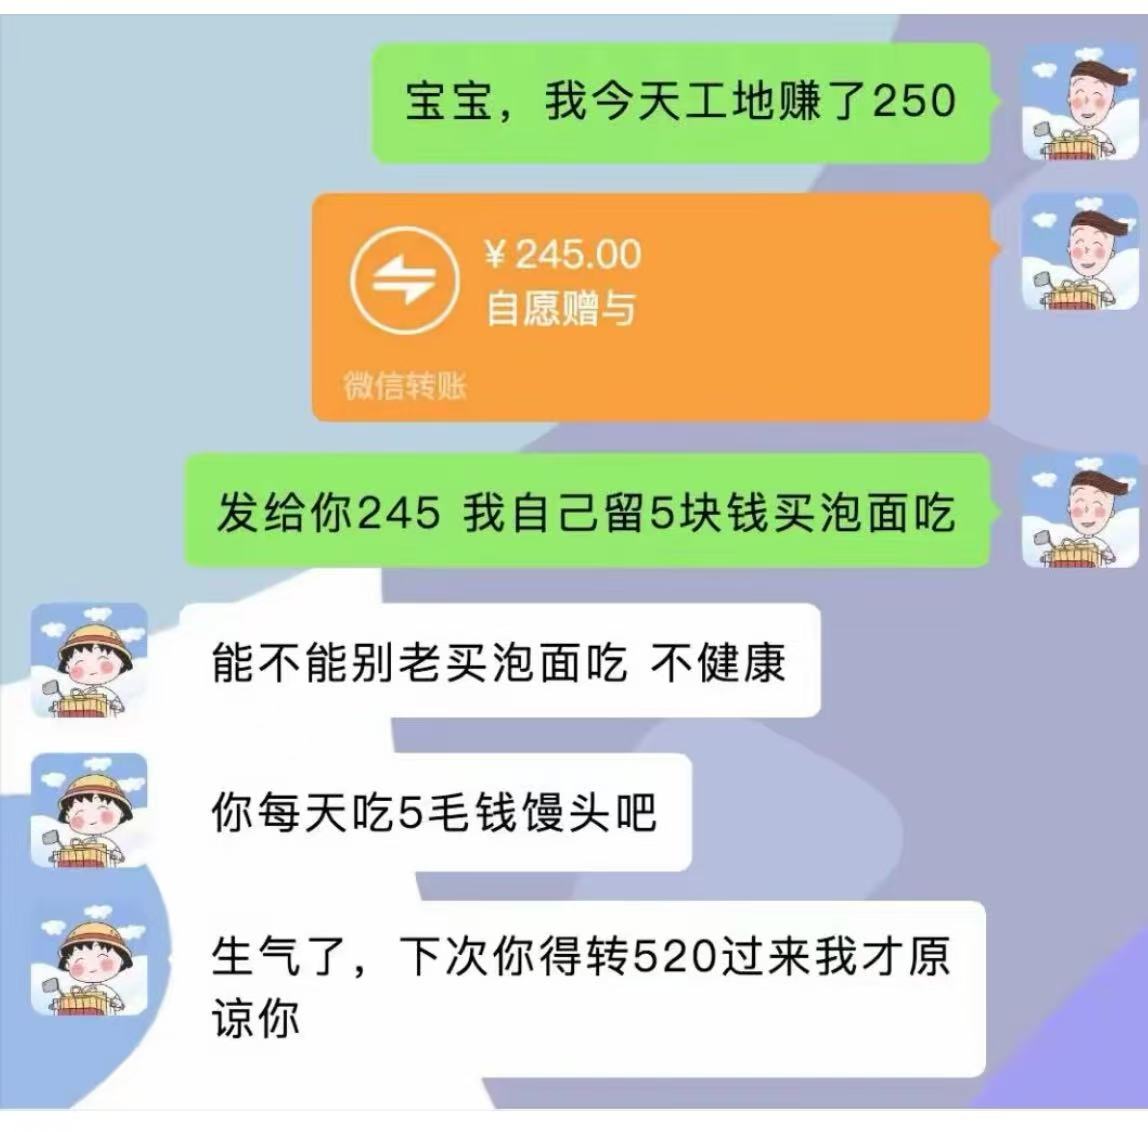 宝宝，我今天工地赚了250
￥245.00
自愿赠与
微信转账
发给你245 我自己留5块钱买泡面吃
能不能别老买泡面吃 不健康
你每天吃5毛钱馒头吧
生气了，下次你得转520过来我才原
谅你